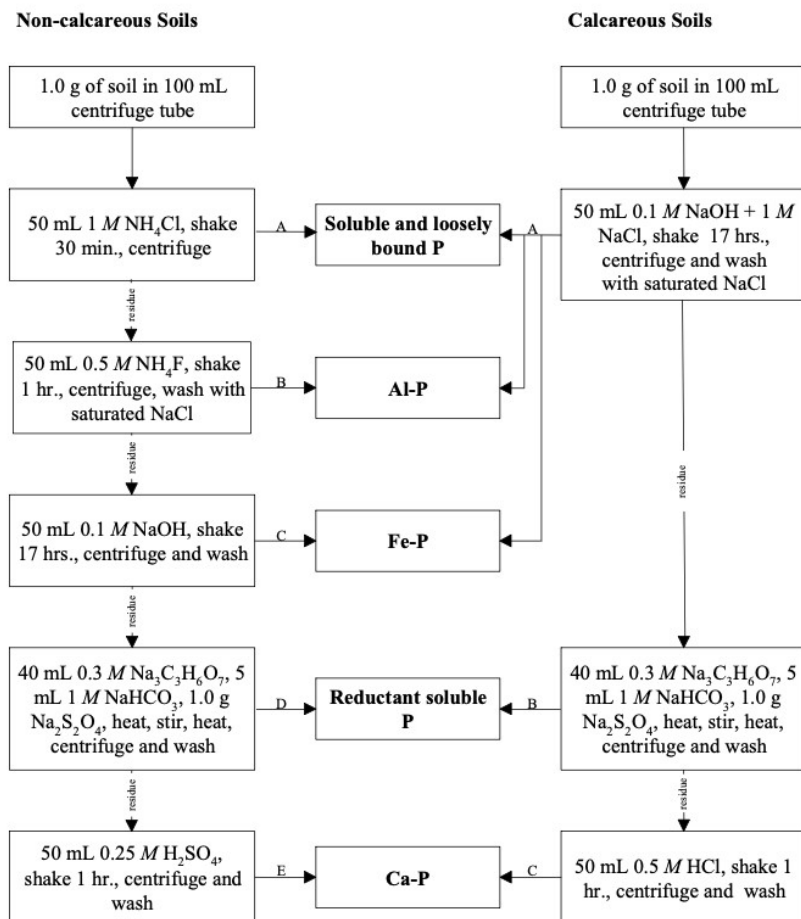 Non-calcareous Soils
Calcareous Soils
1.0 g of soil in 100 mL
centrifuge tube
1.0 g of soil in 100 mL
centrifuge tube
50 mL 1 M NH₄Cl, shake
30 min., centrifuge
A
Soluble and loosely
bound P
A
50 mL 0.1 M NaOH + 1 M
NaCl, shake 17 hrs.,
centrifuge and wash
with saturated NaCl
residue
50 mL 0.5 M NH₄F, shake
1 hr., centrifuge, wash with
saturated NaCl
B
Al-P
residue
residue
50 mL 0.1 M NaOH, shake
17 hrs., centrifuge and wash
C
Fe-P
residue
40 mL 0.3 M Na₃C₃H₆O₇, 5
mL 1 M NaHCO₃, 1.0 g
Na₂S₂O₄, heat, stir, heat,
centrifuge and wash
D
Reductant soluble
P
B
40 mL 0.3 M Na₃C₃H₆O₇, 5
mL 1 M NaHCO₃, 1.0 g
Na₂S₂O₄, heat, stir, heat,
centrifuge and wash
residue
residue
50 mL 0.25 M H₂SO₄,
shake 1 hr., centrifuge and
wash
E
Ca-P
C
50 mL 0.5 M HCl, shake 1
hr., centrifuge and wash